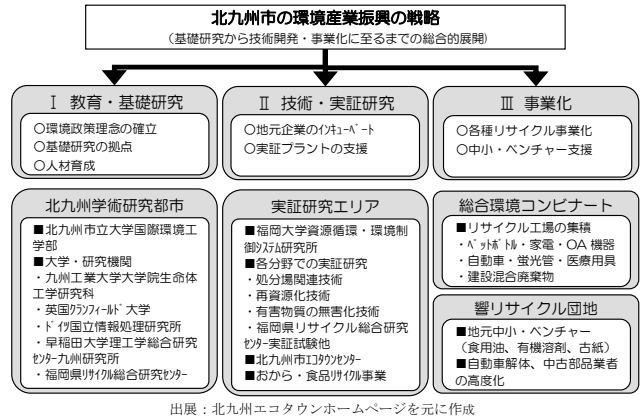 北九州市の環境産業振興の戦略
(基礎研究から技術開発・事業化に至るまでの総合的展開)
Ⅰ 教育・基礎研究
○環境政策理念の確立
○基礎研究の拠点
○人材育成
Ⅱ 技術・実証研究
○地元企業のｲﾝｷｭｰﾍﾞｰﾄ
○実証プラントの支援
Ⅲ 事業化
○各種リサイクル事業化
○中小・ベンチャー支援
北九州学術研究都市
■北九州市立大学国際環境工
学部
■大学・研究機関
・九州工業大学大学院生命体
工学研究科
・英国ｸﾗﾝﾌｨｰﾙﾄﾞ大学
・ﾄﾞｲﾂ国立情報処理研究所
・早稲田大学理工学総合研究
ｾﾝﾀｰ九州研究所
・福岡県ﾘｻｲｸﾙ総合研究ｾﾝﾀｰ
実証研究エリア
■福岡大学資源循環・環境制
御ｼｽﾃﾑ研究所
■各分野での実証研究
・処分場関連技術
・再資源化技術
・有害物質の無害化技術
・福岡県リサイクル総合研究
ｾﾝﾀｰ実証試験他
■北九州市ｴｺﾀｳﾝｾﾝﾀｰ
■おから・食品ﾘｻｲｸﾙ事業
総合環境コンビナート
■リサイクル工場の集積
・ﾍﾟｯﾄﾎﾞﾄﾙ・家電・OA 機器
・自動車・蛍光管・医療用具
・建設混合廃棄物
響リサイクル団地
■地元中小・ベンチャー
（食用油、有機溶剤、古紙）
■自動車解体、中古部品業者
の高度化
出展：北九州エコタウンホームページを元に作成